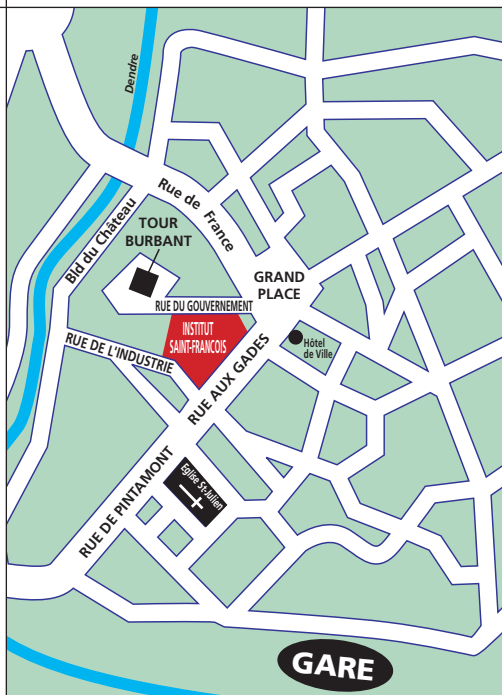 Dendre
Rue de France
Bld du Château
TOUR
BURBANT
GRAND
PLACE
RUE DU GOUVERNEMENT
INSTITUT
SAINT-FRANCOIS
Hôtel
de Ville
RUE DE L'INDUSTRIE
RUE AUX GADES
RUE DE PINTAMONT
Eglise St-Julien
GARE